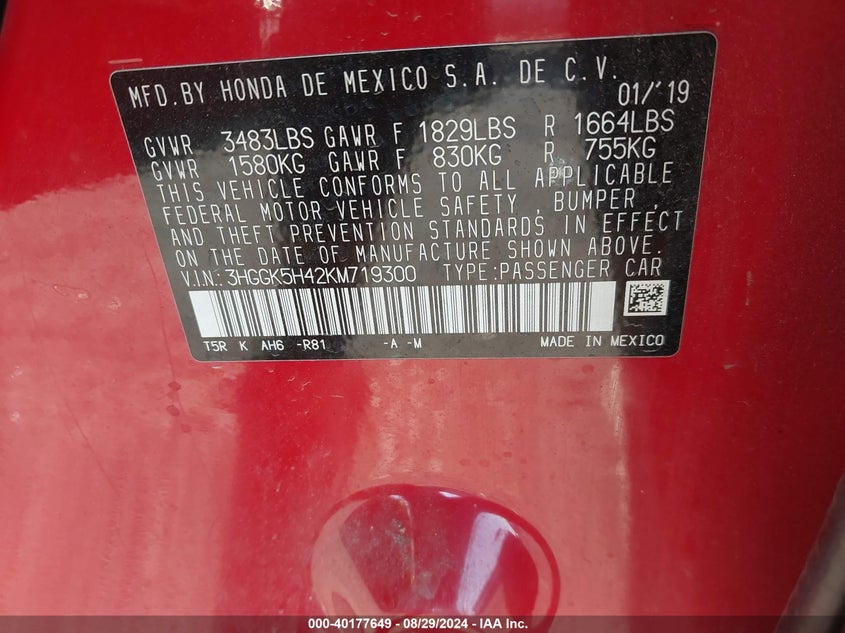 MFD.BY HONDA DE MEXICO S.A. DE C.V.
01/'19
GVWR 3483LBS GAWR F 1829LBS R 1664LBS
GVWR 1580KG GAWR F 830KG R 755KG
THIS VEHICLE CONFORMS TO ALL APPLICABLE
FEDERAL MOTOR VEHICLE SAFETY , BUMPER ,
AND THEFT PREVENTION STANDARDS IN EFFECT
ON THE DATE OF MANUFACTURE SHOWN ABOVE.
V.I.N.: 3HGGK5H42KM719300 TYPE:PASSENGER CAR
T5R K AH6 -R81 -A -M MADE IN MEXICO
000-40177649 - 08/29/2024 - IAA Inc.